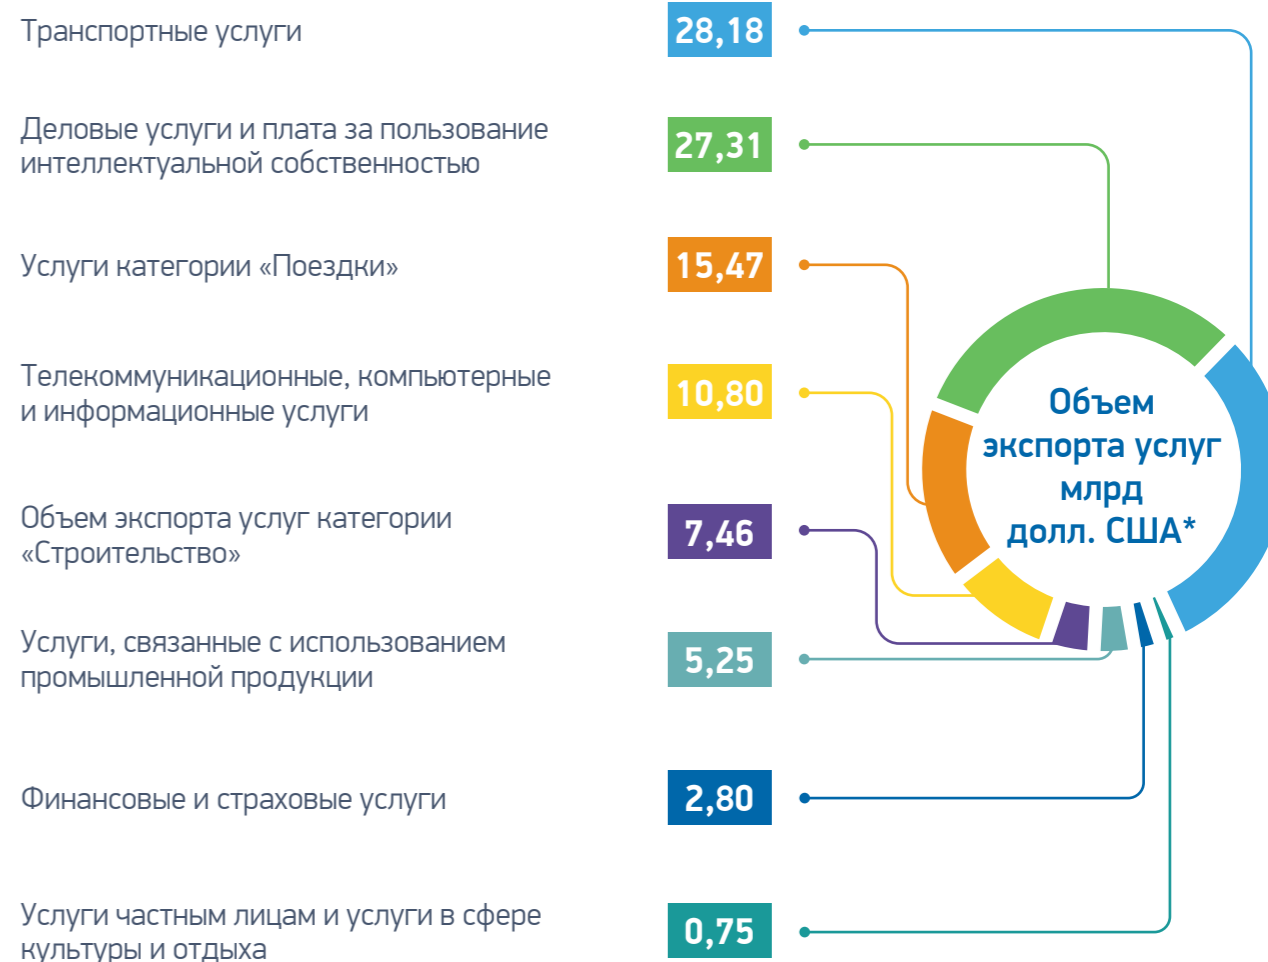 Транспортные услуги
28,18
Деловые услуги и плата за пользование
интеллектуальной собственностью
27,31
Услуги категории «Поездки»
15,47
Телекоммуникационные, компьютерные
и информационные услуги
10,80
Объем экспорта услуг категории
«Строительство»
7,46
Услуги, связанные с использованием
промышленной продукции
5,25
Финансовые и страховые услуги
2,80
Услуги частным лицам и услуги в сфере
культуры и отдыха
0,75
Объем
экспорта услуг
млрд
долл. США*